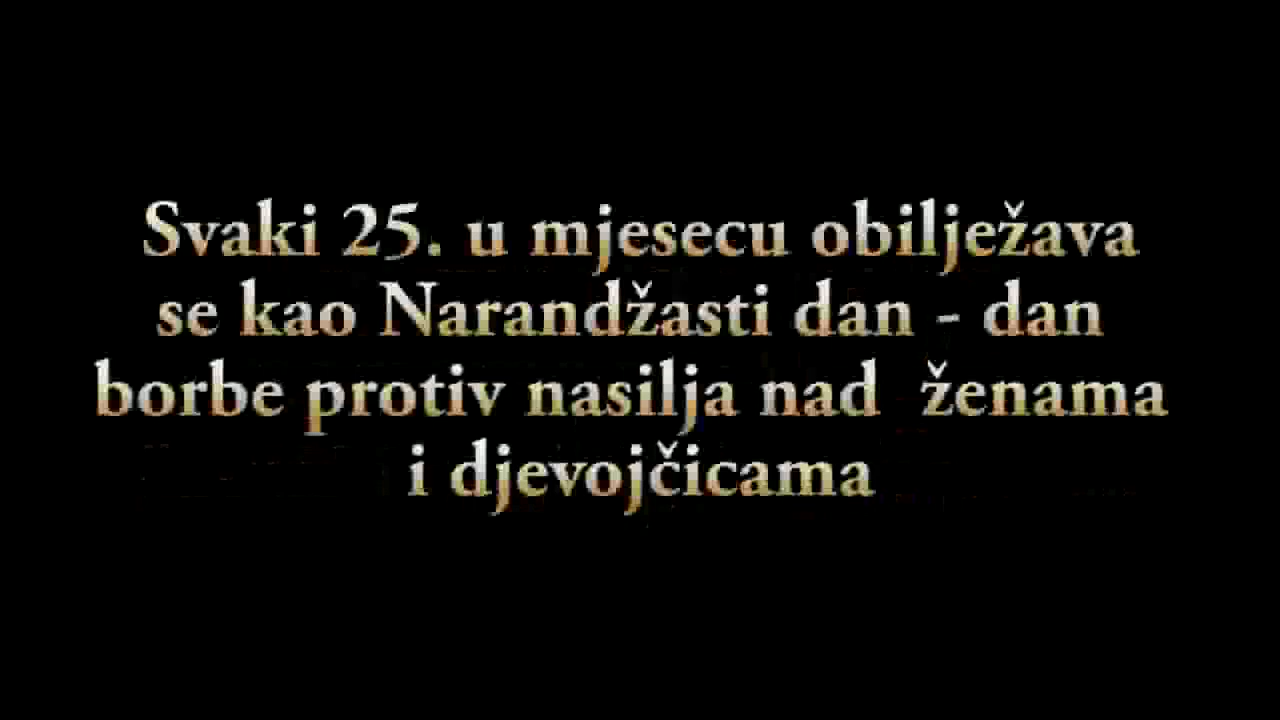 Svaki 25. u mjesecu obilježava
se kao Narandžasti dan - dan
borbe protiv nasilja nad ženama
i djevojčicama